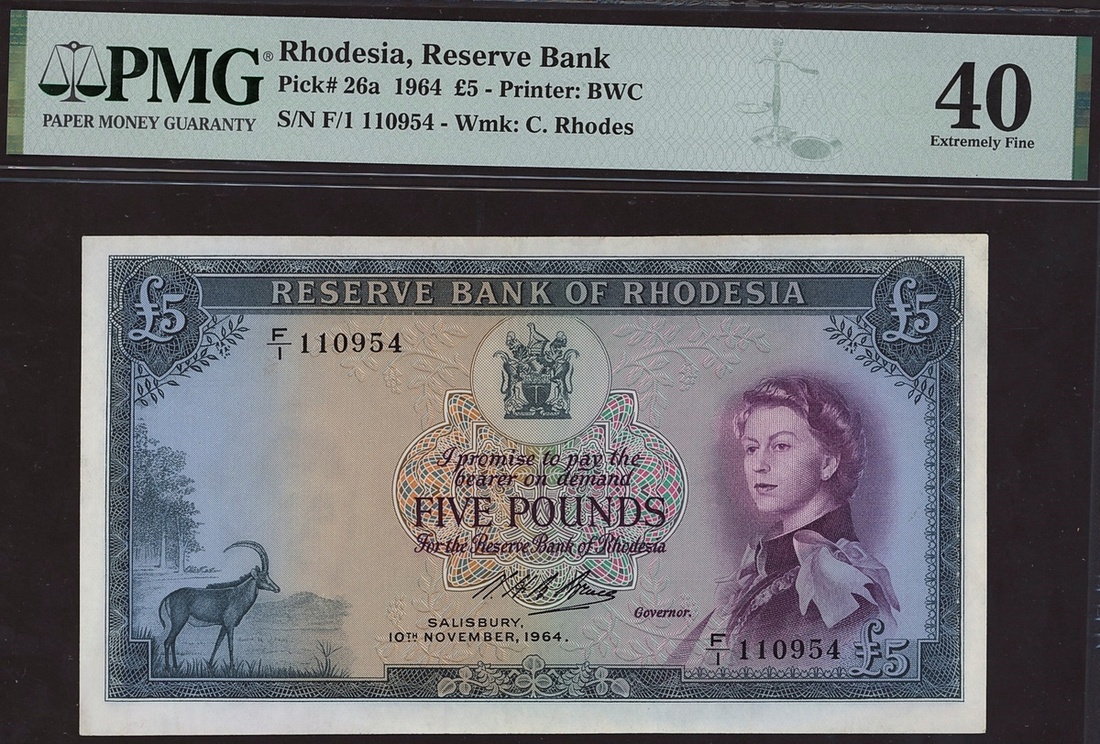 PMG®
PAPER MONEY GUARANTY
Rhodesia, Reserve Bank
Pick# 26a 1964 £5 - Printer: BWC
S/N F/1 110954 - Wmk: C. Rhodes
40
Extremely Fine
£5
RESERVE BANK OF RHODESIA
£5
F/1 110954
I promise to pay the
bearer on demand
FIVE POUNDS
For the Reserve Bank of Rhodesia
Governor.
SALISBURY,
10TH NOVEMBER, 1964.
F/1 110954
£5